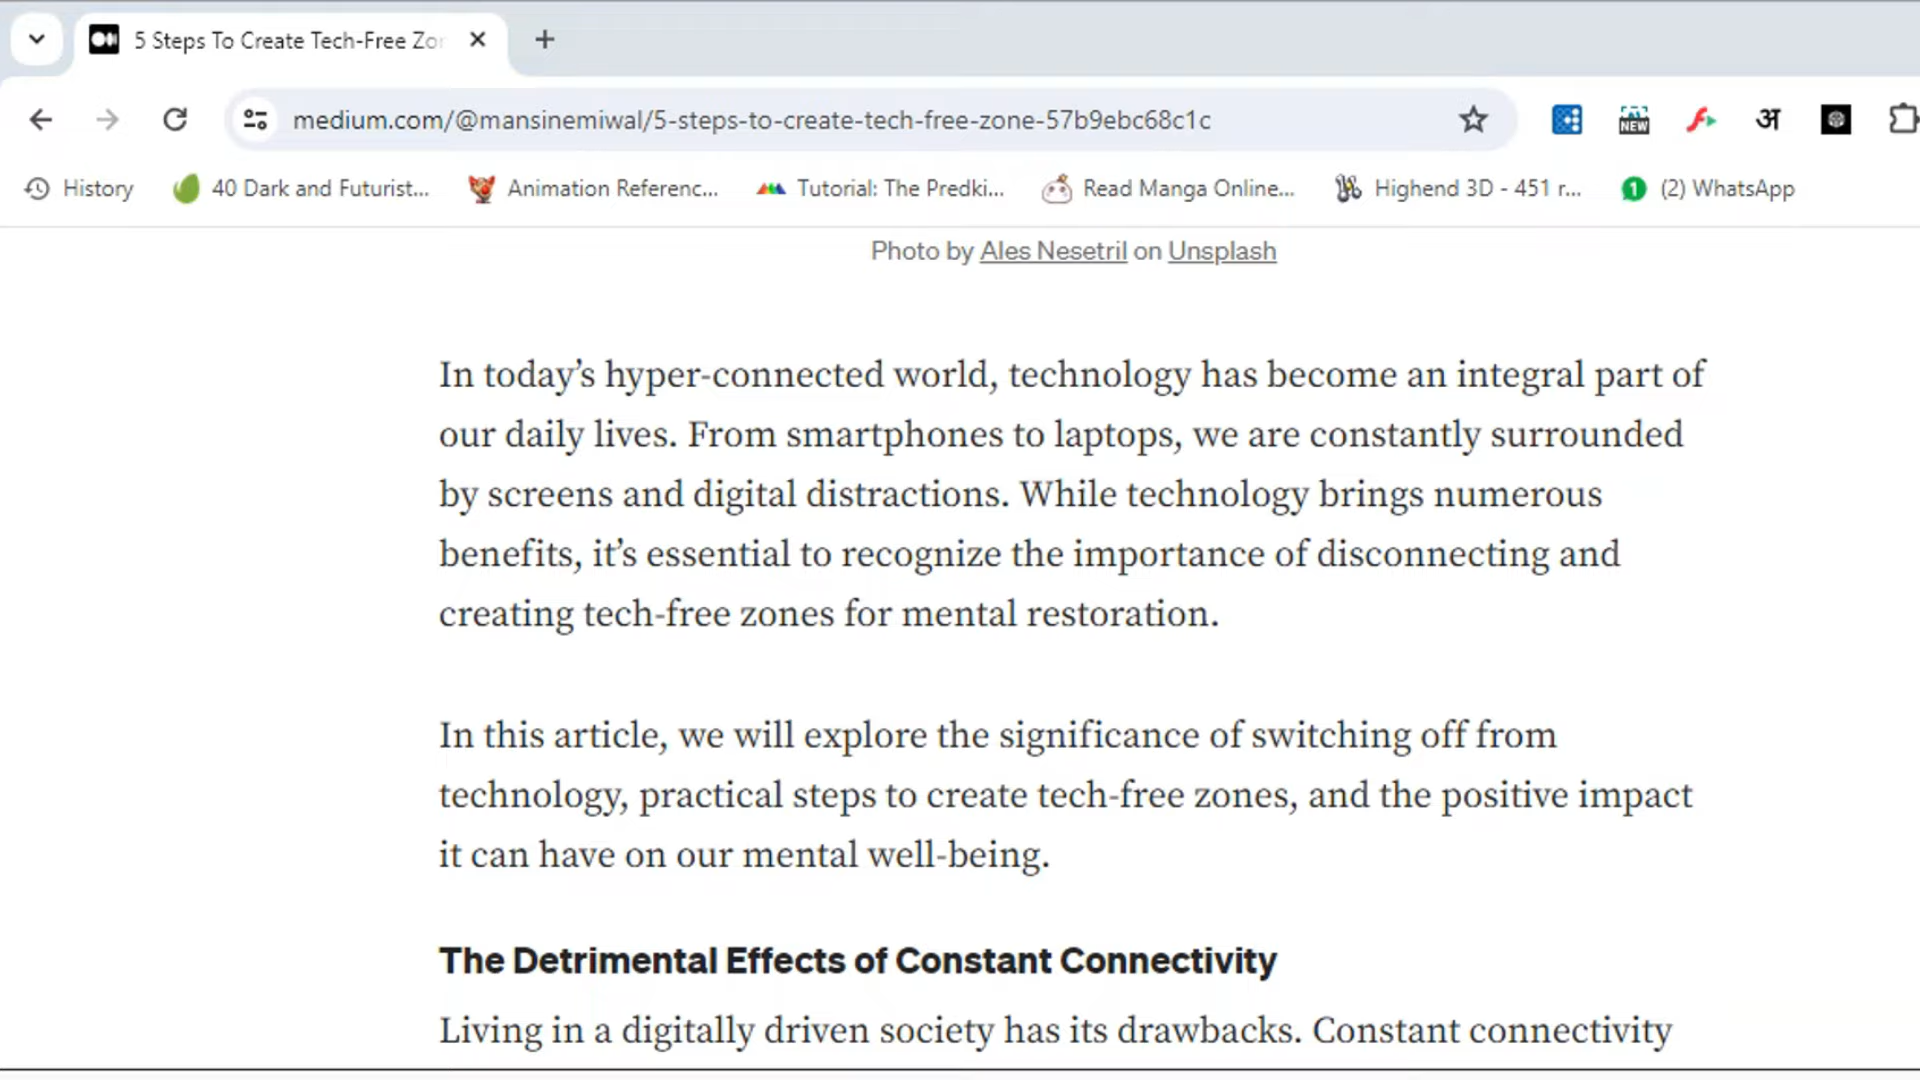 5 Steps To Create Tech-Free Zo
medium.com/@mansinemiwal/5-steps-to-create-tech-free-zone-57b9ebc68c1c
NEW
अ
History
40 Dark and Futurist...
Animation Referenc...
Tutorial: The Predki...
Read Manga Online...
Highend 3D - 451 r...
1
(2) WhatsApp
Photo by Ales Nesetril on Unsplash
In today’s hyper-connected world, technology has become an integral part of
our daily lives. From smartphones to laptops, we are constantly surrounded
by screens and digital distractions. While technology brings numerous
benefits, it’s essential to recognize the importance of disconnecting and
creating tech-free zones for mental restoration.
In this article, we will explore the significance of switching off from
technology, practical steps to create tech-free zones, and the positive impact
it can have on our mental well-being.
The Detrimental Effects of Constant Connectivity
Living in a digitally driven society has its drawbacks. Constant connectivity